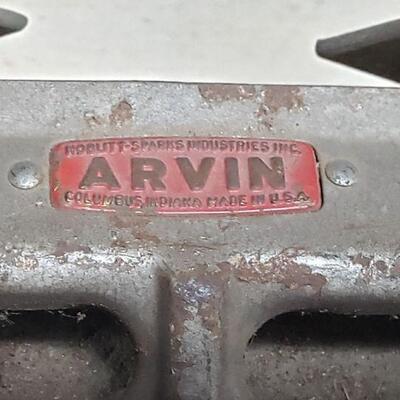 NOBLITT-SPARKS INDUSTRIES INC.
ARVIN
COLUMBUS, INDIANA MADE IN U.S.A.